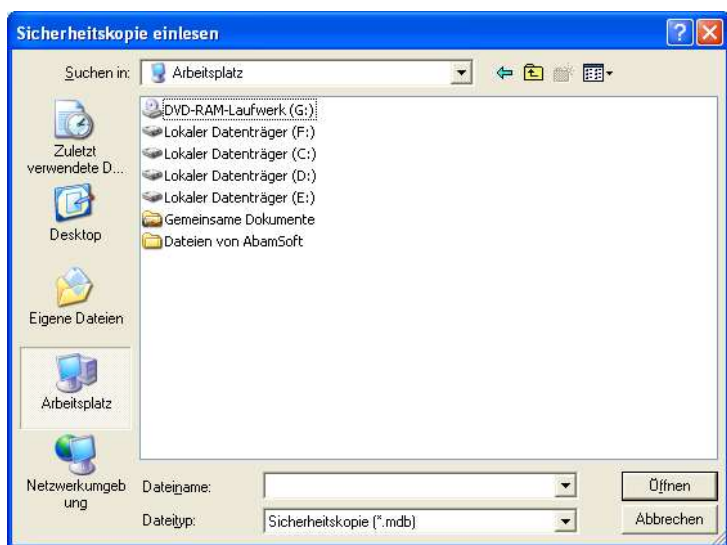 Sicherheitskopie einlesen
Suchen in: Arbeitsplatz
Zuletzt
verwendete D...
Desktop
Eigene Dateien
Arbeitsplatz
Netzwerkumgeb
ung
DVD-RAM-Laufwerk (G:)
Lokaler Datenträger (F:)
Lokaler Datenträger (C:)
Lokaler Datenträger (D:)
Lokaler Datenträger (E:)
Gemeinsame Dokumente
Dateien von AbamSoft
Dateiname:
Öffnen
Dateityp: Sicherheitskopie (*.mdb)
Abbrechen